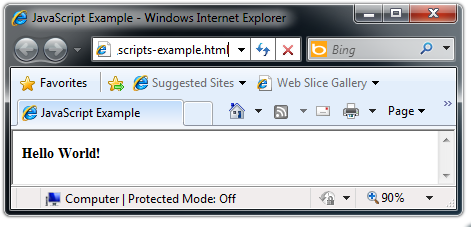 JavaScript Example - Windows Internet Explorer
scripts-example.html
Bing
Favorites
Suggested Sites
Web Slice Gallery
JavaScript Example
Page
Hello World!
Computer | Protected Mode: Off
90%